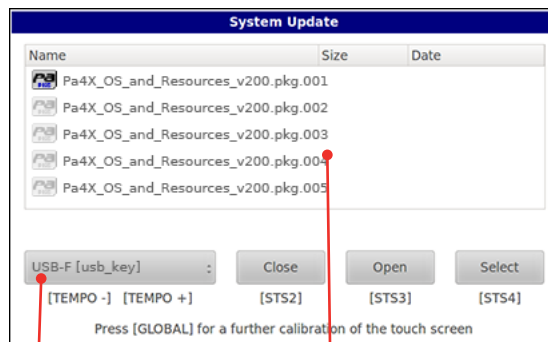 System Update
Name Size Date
Pa4X_OS_and_Resources_v200.pkg.001
Pa4X_OS_and_Resources_v200.pkg.002
Pa4X_OS_and_Resources_v200.pkg.003
Pa4X_OS_and_Resources_v200.pkg.004
Pa4X_OS_and_Resources_v200.pkg.005
USB-F [usb_key] : Close Open Select
[TEMPO -] [TEMPO +] [STS2] [STS3] [STS4]
Press [GLOBAL] for a further calibration of the touch screen